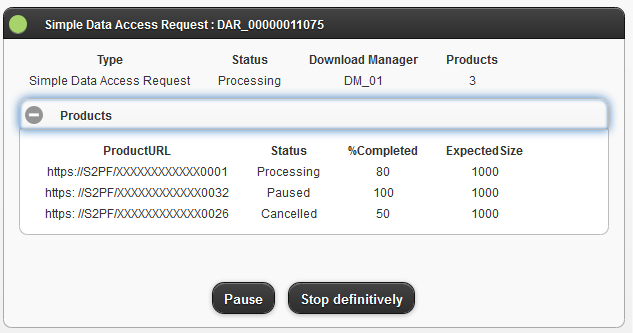 Simple Data Access Request : DAR_00000011075
Type Status Download Manager Products
Simple Data Access Request Processing DM_01 3
Products
ProductURL Status %Completed ExpectedSize
https://S2PF/XXXXXXXXXXXX0001 Processing 80 1000
https: //S2PF/XXXXXXXXXXXX0032 Paused 100 1000
https: //S2PF/XXXXXXXXXXXX0026 Cancelled 50 1000
Pause Stop definitively